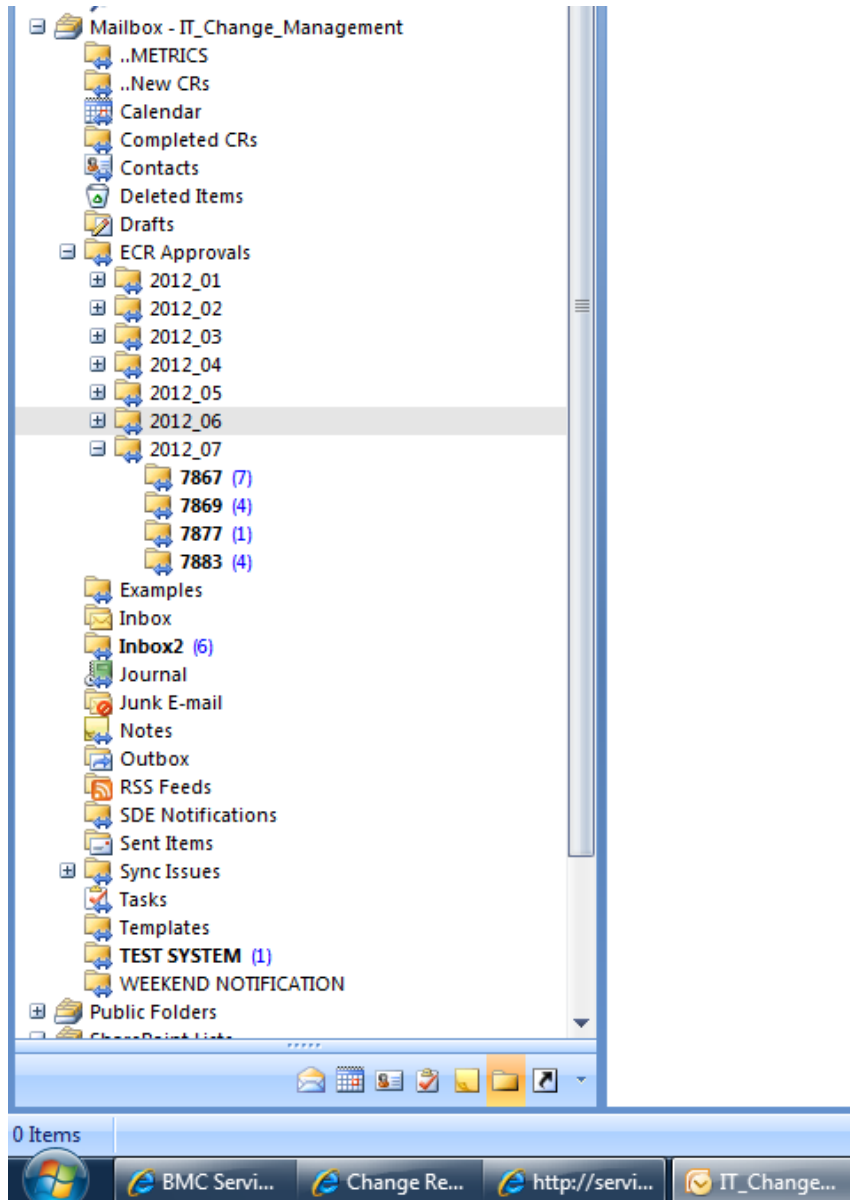 Mailbox - IT_Change_Management
..METRICS
..New CRs
Calendar
Completed CRs
Contacts
Deleted Items
Drafts
ECR Approvals
2012_01
2012_02
2012_03
2012_04
2012_05
2012_06
2012_07
7867 (7)
7869 (4)
7877 (1)
7883 (4)
Examples
Inbox
Inbox2 (6)
Journal
Junk E-mail
Notes
Outbox
RSS Feeds
SDE Notifications
Sent Items
Sync Issues
Tasks
Templates
TEST SYSTEM (1)
WEEKEND NOTIFICATION
Public Folders
SharePoint Lists
0 Items
BMC Servi... Change Re... http://servi... IT_Change...